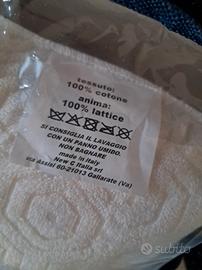 tessuto:
100% cotone
anima:
100% lattice
SI CONSIGLIA IL LAVAGGIO
CON UN PANNO UMIDO.
NON BAGNARE
made in italy
New G Italia srl
via Assisi 60-21013 Gallarate (Va)
subito